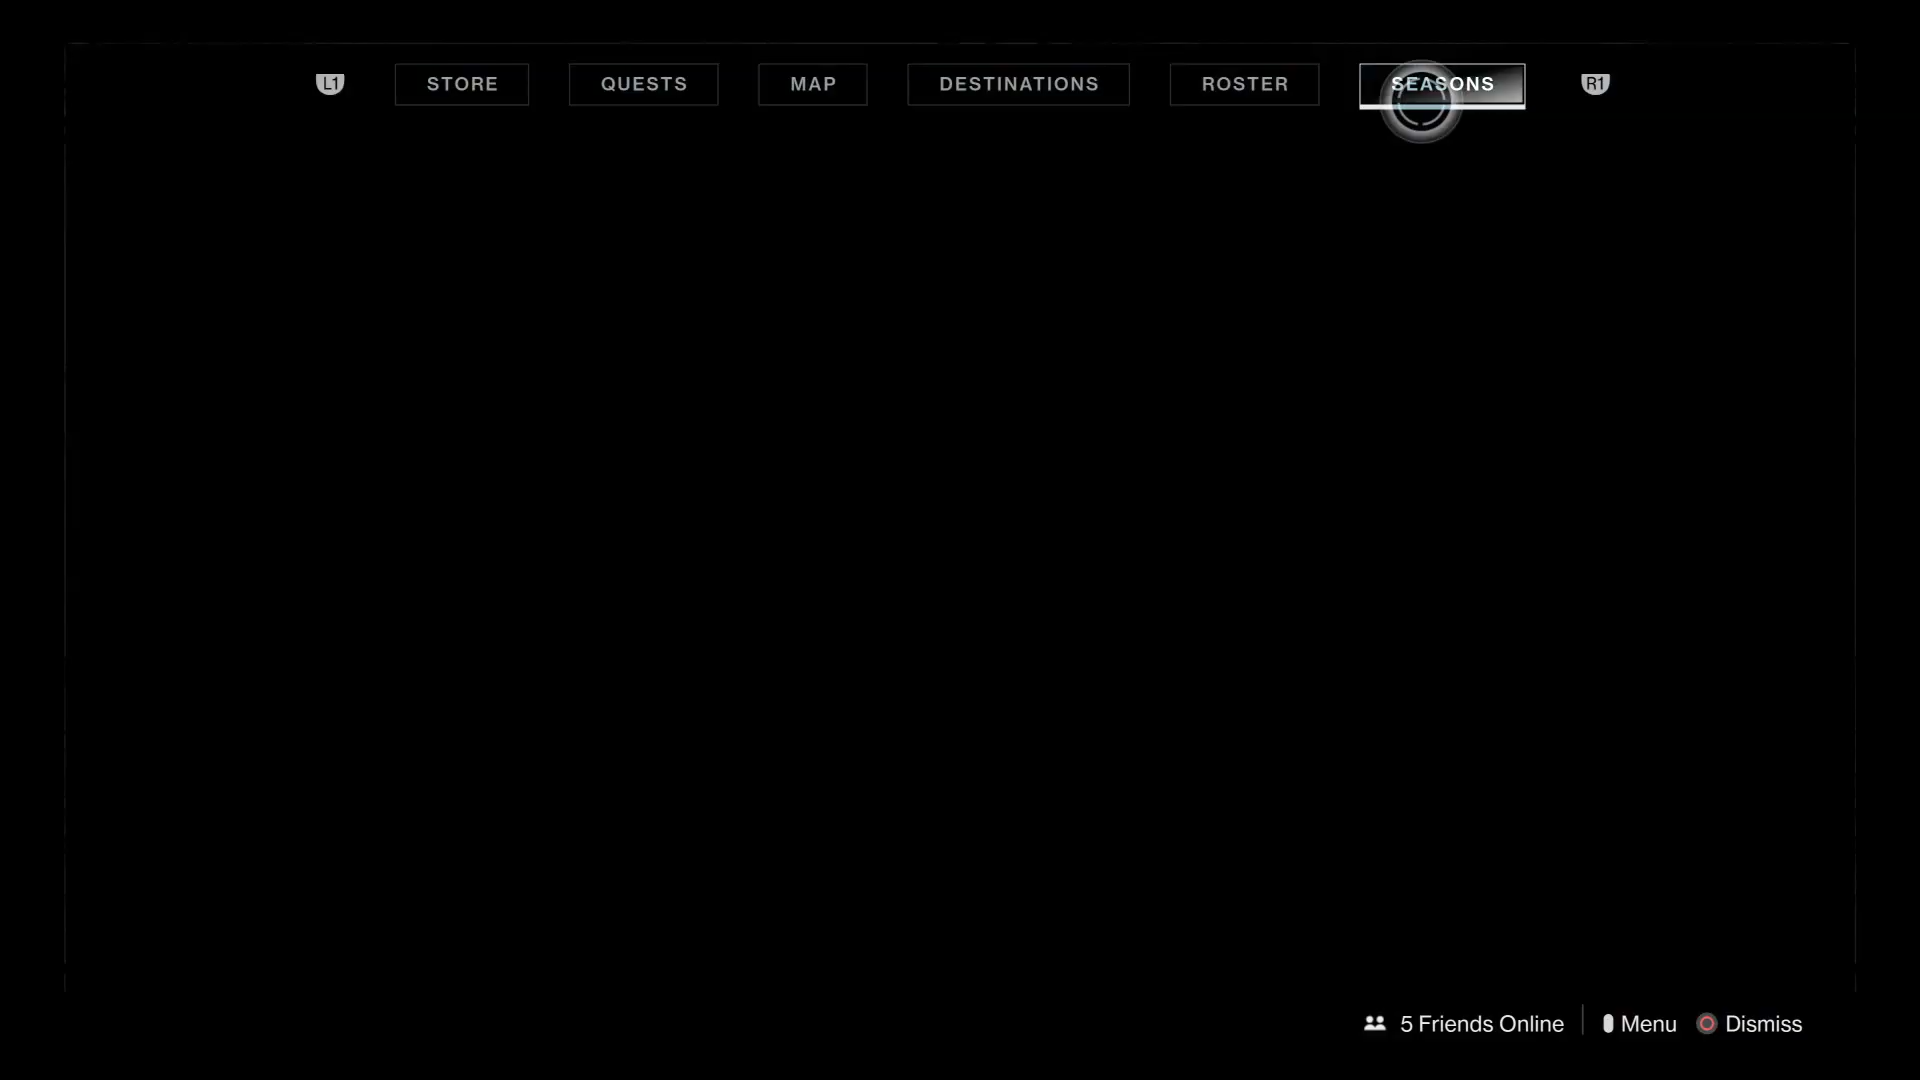 L1 STORE QUESTS MAP DESTINATIONS ROSTER SEASONS R1
5 Friends Online Menu Dismiss